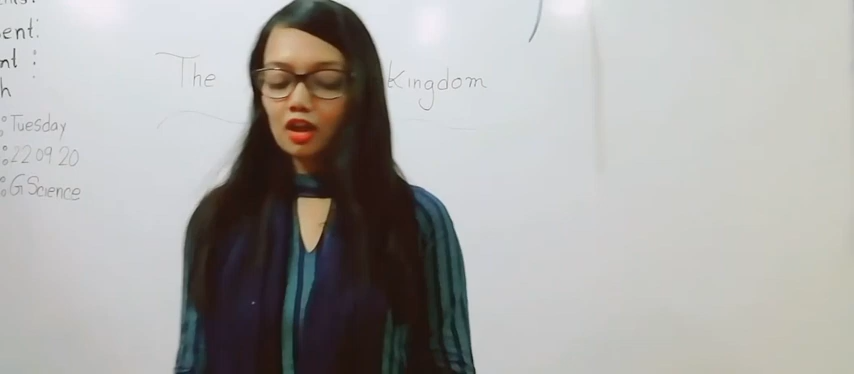 ent:
nt :
h
: Tuesday
: 22 09 20
: G Science
The Kingdom